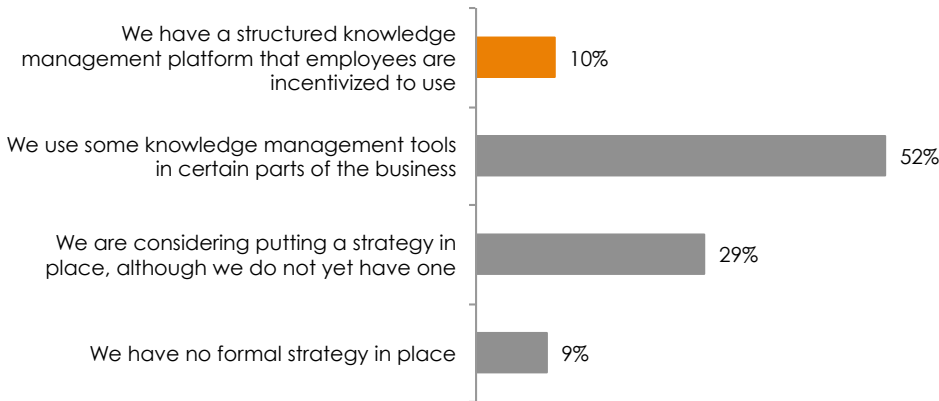 We have a structured knowledge
management platform that employees are
incentivized to use
10%
We use some knowledge management tools
in certain parts of the business
52%
We are considering putting a strategy in
place, although we do not yet have one
29%
We have no formal strategy in place
9%